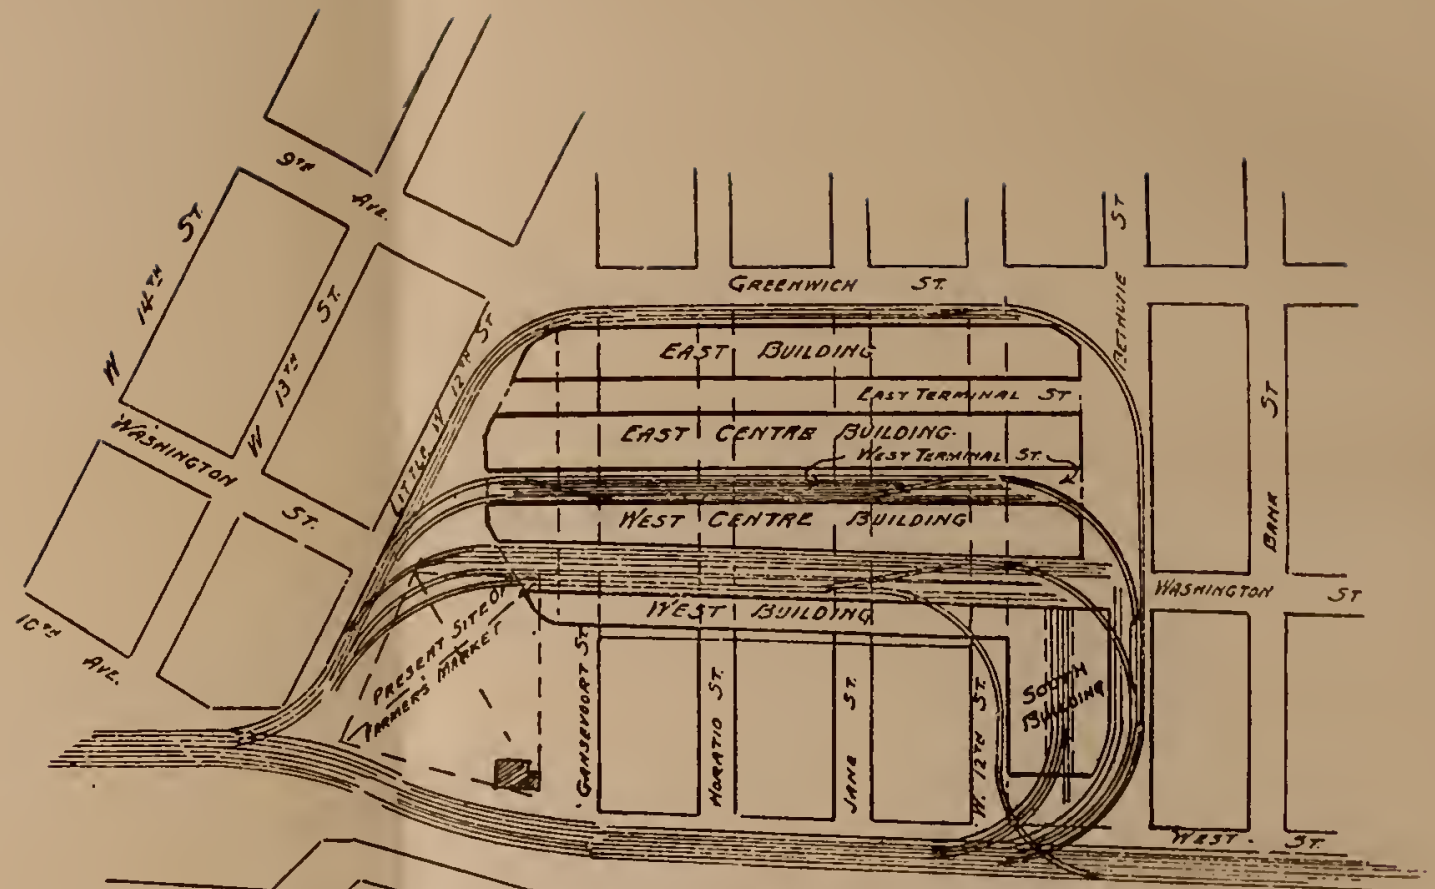 9TH AVE.
W 14TH ST.
W 13TH ST.
LITTLE W 12TH ST
WASHINGTON ST.
10TH AVE.
GREENWICH ST.
BETHUNE ST
BANK ST
EAST BUILDING
EAST TERMINAL ST
EAST CENTRE BUILDING.
WEST TERMINAL ST.
WEST CENTRE BUILDING
WASHINGTON ST
WEST BUILDING
PRESENT SITE OF
FARMER'S MARKET
SOUTH
BUILDING
GANSEVOORT ST.
HORATIO ST.
JANE ST.
W. 12TH ST.
WEST. ST.